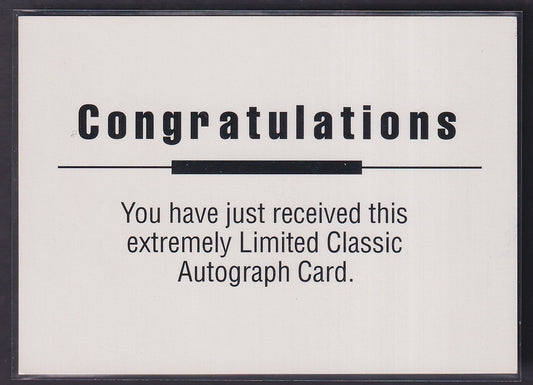 Congratulations
You have just received this
extremely Limited Classic
Autograph Card.